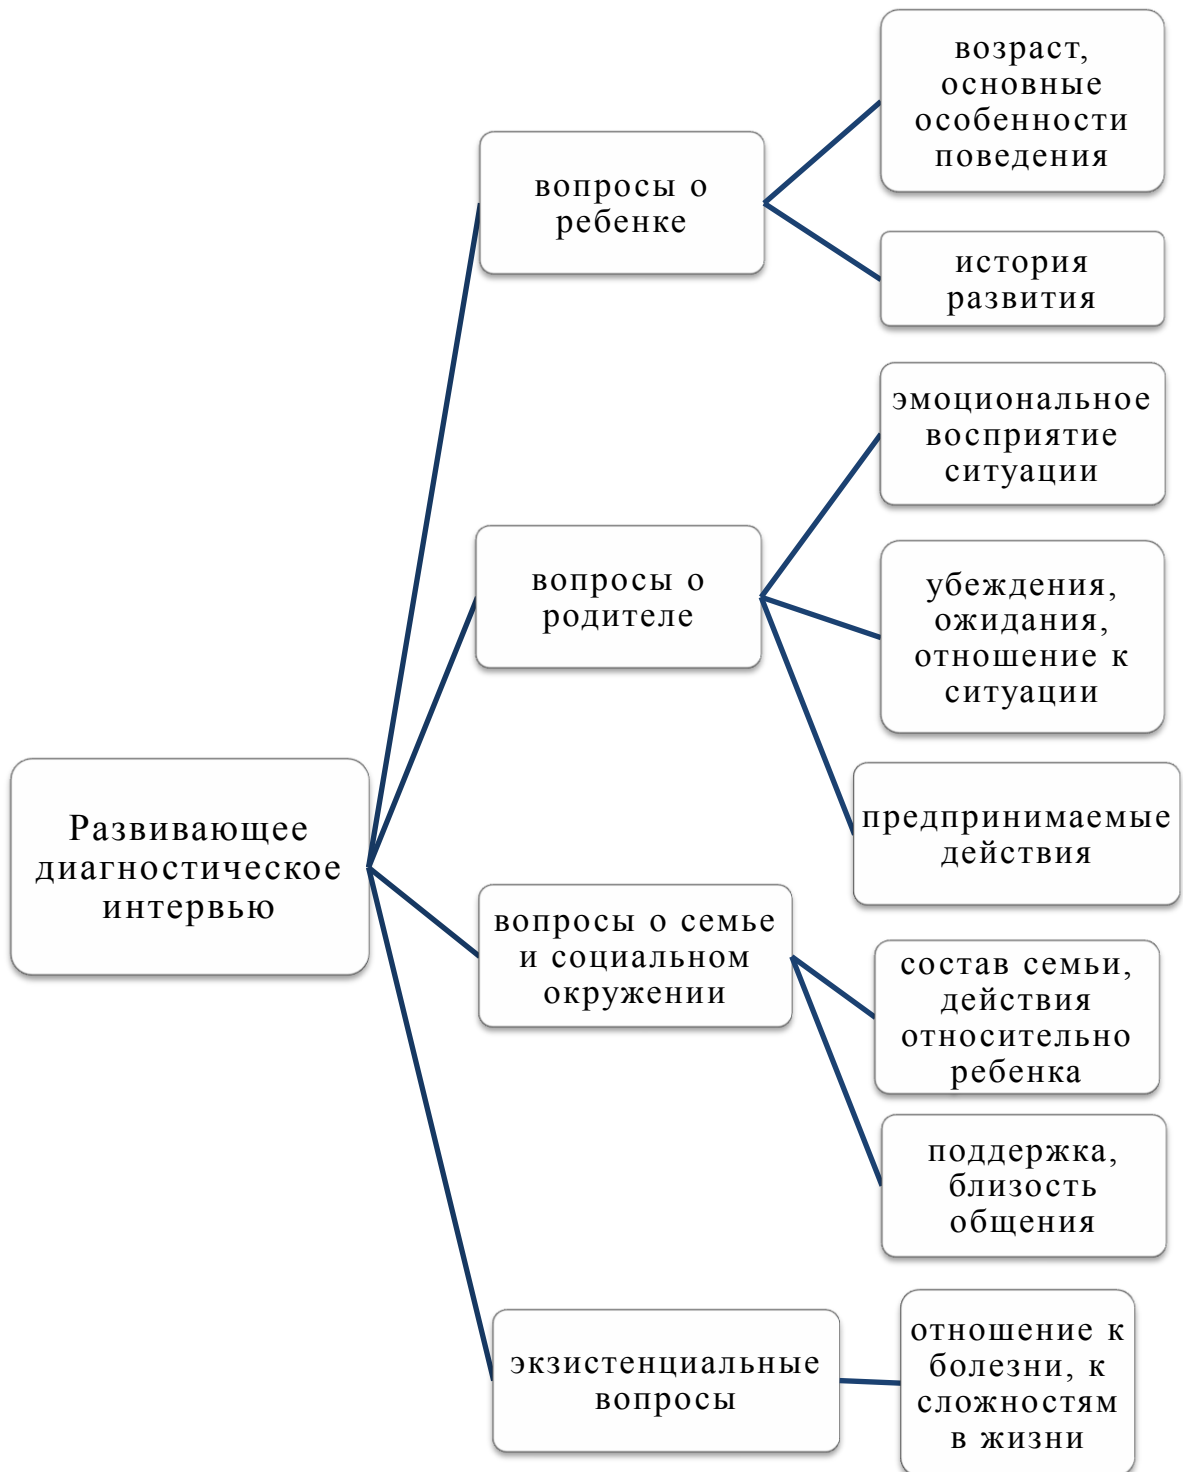 Развивающее
диагностическое
интервью
вопросы о
ребенке
возраст,
основные
особенности
поведения
история
развития
вопросы о
родителе
эмоциональное
восприятие
ситуации
убеждения,
ожидания,
отношение к
ситуации
предпринимаемые
действия
вопросы о семье
и социальном
окружении
состав семьи,
действия
относительно
ребенка
поддержка,
близость
общения
экзистенциальные
вопросы
отношение к
болезни, к
сложностям
в жизни